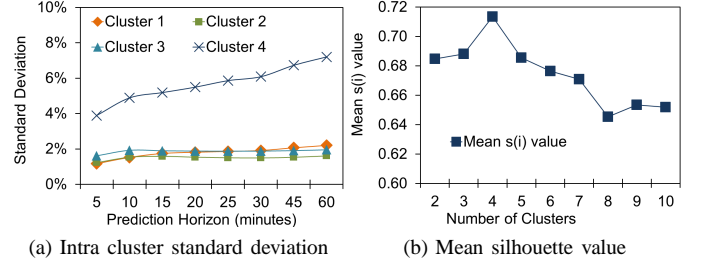 10%
8%
6%
4%
2%
0%
Standard Deviation
Cluster 1
Cluster 2
Cluster 3
Cluster 4
5 10 15 20 25 30 45 60
Prediction Horizon (minutes)
(a) Intra cluster standard deviation
0.72
0.70
0.68
0.66
0.64
0.62
0.60
Mean s(i) value
Mean s(i) value
2 3 4 5 6 7 8 9 10
Number of Clusters
(b) Mean silhouette value